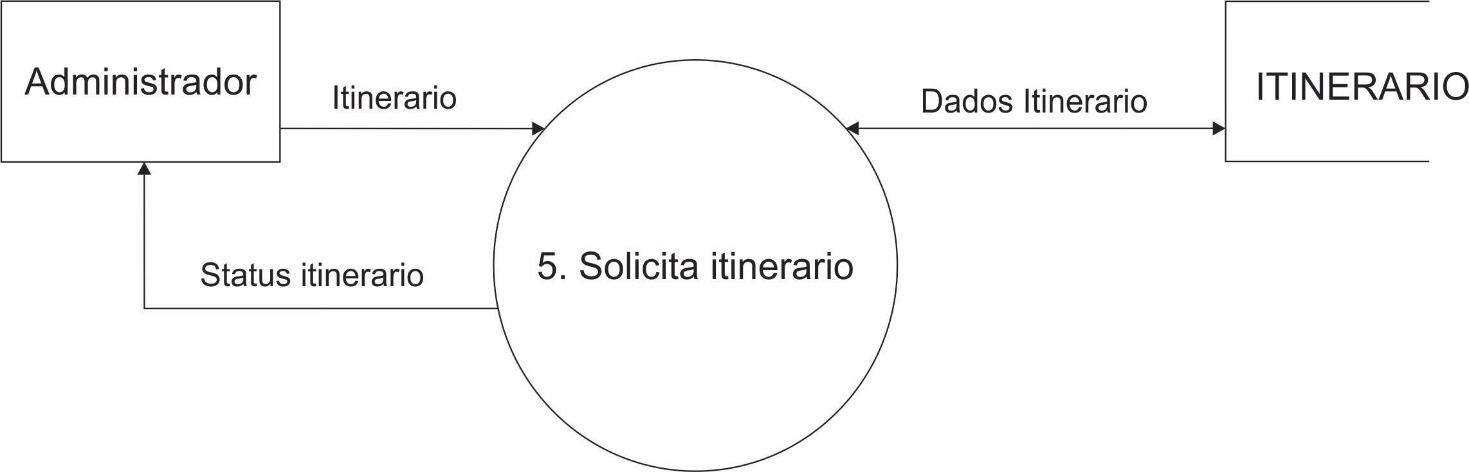 Administrador
Itinerario
Dados Itinerario
ITINERARIO
5. Solicita itinerario
Status itinerario